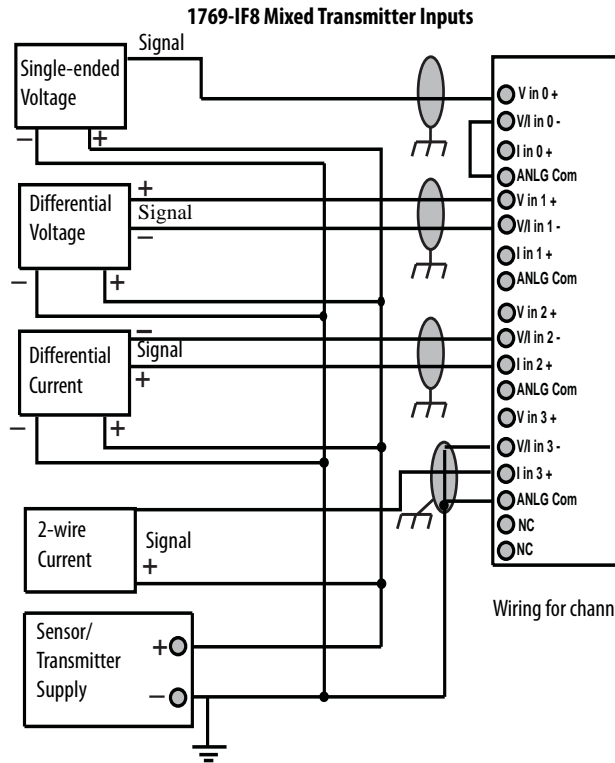 1769-IF8 Mixed Transmitter Inputs
Signal
Single-ended
Voltage
− +
V in 0 +
V/I in 0 -
I in 0 +
ANLG Com
+
Differential
Voltage
Signal
−
− +
V in 1 +
V/I in 1 -
I in 1 +
ANLG Com
−
Differential
Current
Signal
+
− +
V in 2 +
V/I in 2 -
I in 2 +
ANLG Com
V in 3 +
V/I in 3 -
I in 3 +
ANLG Com
NC
NC
2-wire
Current
Signal
+
Wiring for chann
Sensor/
Transmitter
Supply
+
−